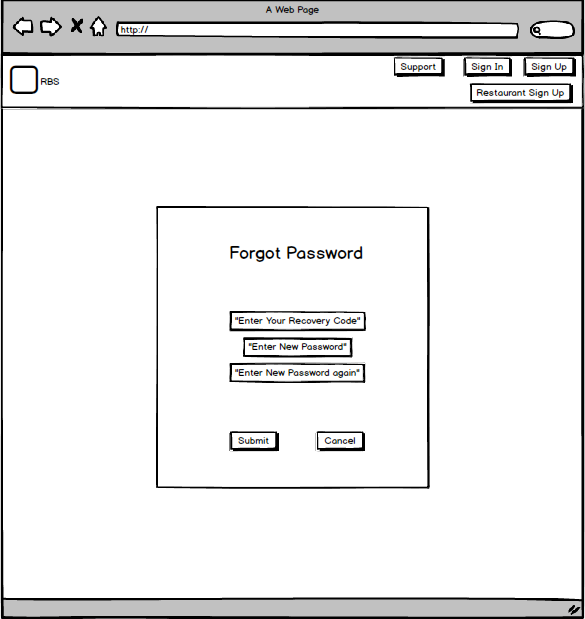 A Web Page
http://
RBS
Support
Sign In
Sign Up
Restaurant Sign Up
Forgot Password
"Enter Your Recovery Code"
"Enter New Password"
"Enter New Password again"
Submit
Cancel